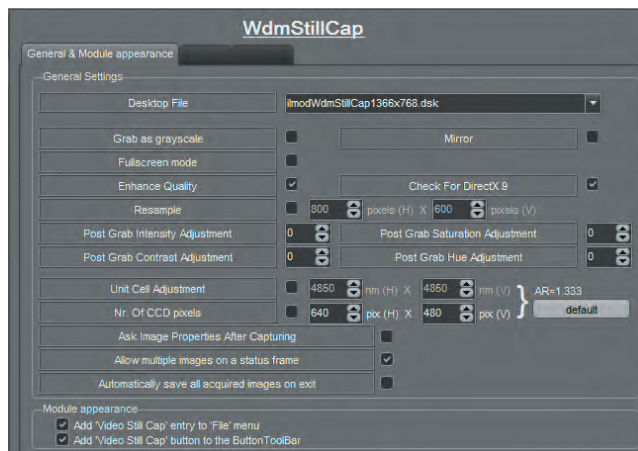 WdmStillCap
General & Module appearance
General Settings
Desktop File ilmodWdmStillCap1366x768.dsk
Grab as grayscale Mirror
Fullscreen mode
Enhance Quality Check For DirectX 9
Resample 800 pixels (H) X 600 pixels (V)
Post Grab Intensity Adjustment 0 Post Grab Saturation Adjustment 0
Post Grab Contrast Adjustment 0 Post Grab Hue Adjustment 0
Unit Cell Adjustment 4850 nm (H) X 4850 nm (V) } AR=1.333
Nr. Of CCD pixels 640 pix (H) X 480 pix (V) default
Ask Image Properties After Capturing
Allow multiple images on a status frame
Automatically save all acquired images on exit
Module appearance
Add 'Video Still Cap' entry to 'File' menu
Add 'Video Still Cap' button to the ButtonToolBar